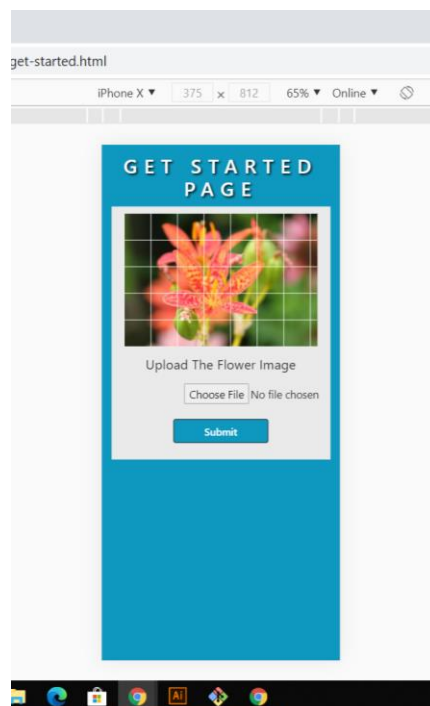 get-started.html
iPhone X ▼ 375 x 812 65% ▼ Online ▼
GET STARTED
PAGE
Upload The Flower Image
Choose File No file chosen
Submit
Ai